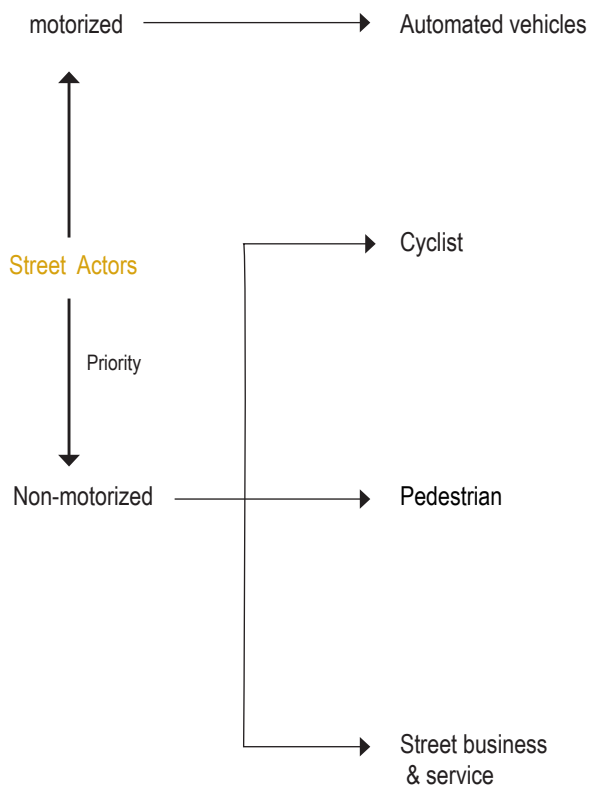 motorized
Automated vehicles
Cyclist
Street Actors
Priority
Non-motorized
Pedestrian
Street business
& service